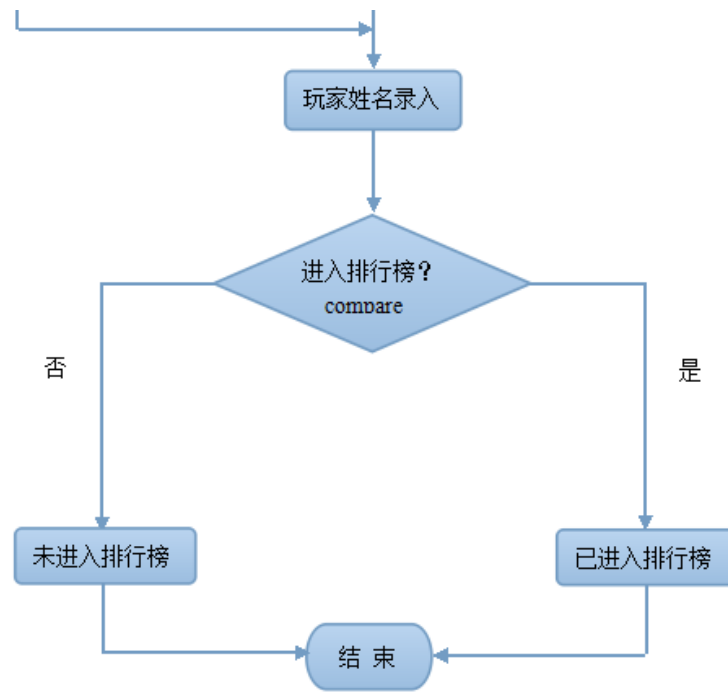 玩家姓名录入
进入排行榜？
compare
否
是
未进入排行榜
已进入排行榜
结 束